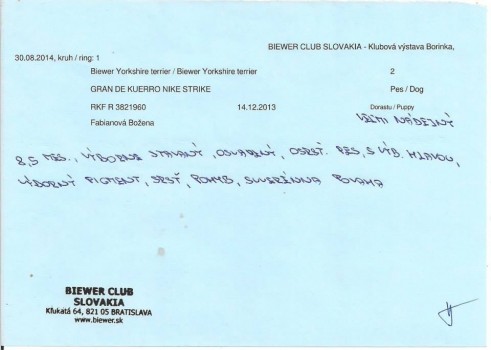 BIEWER CLUB SLOVAKIA - Klubová výstava Borinka,
30.08.2014, kruh / ring: 1
Biewer Yorkshire terrier / Biewer Yorkshire terrier 2
GRAN DE KUERRO NIKE STRIKE Pes / Dog
RKF R 3821960 14.12.2013 Dorastu / Puppy
Fabianová Božena VEĽMI NÁDEJNÝ
8,5 MES., VÝBORNE STAVANÝ, OSVALENÝ, PES, S VÝB. HLAVOU,
VÝBORNÝ PIGMENT, SRSŤ, POHYB, SUVERÉNNA POVAHA
BIEWER CLUB
SLOVAKIA
Kľukatá 64, 821 05 BRATISLAVA
www.biewer.sk